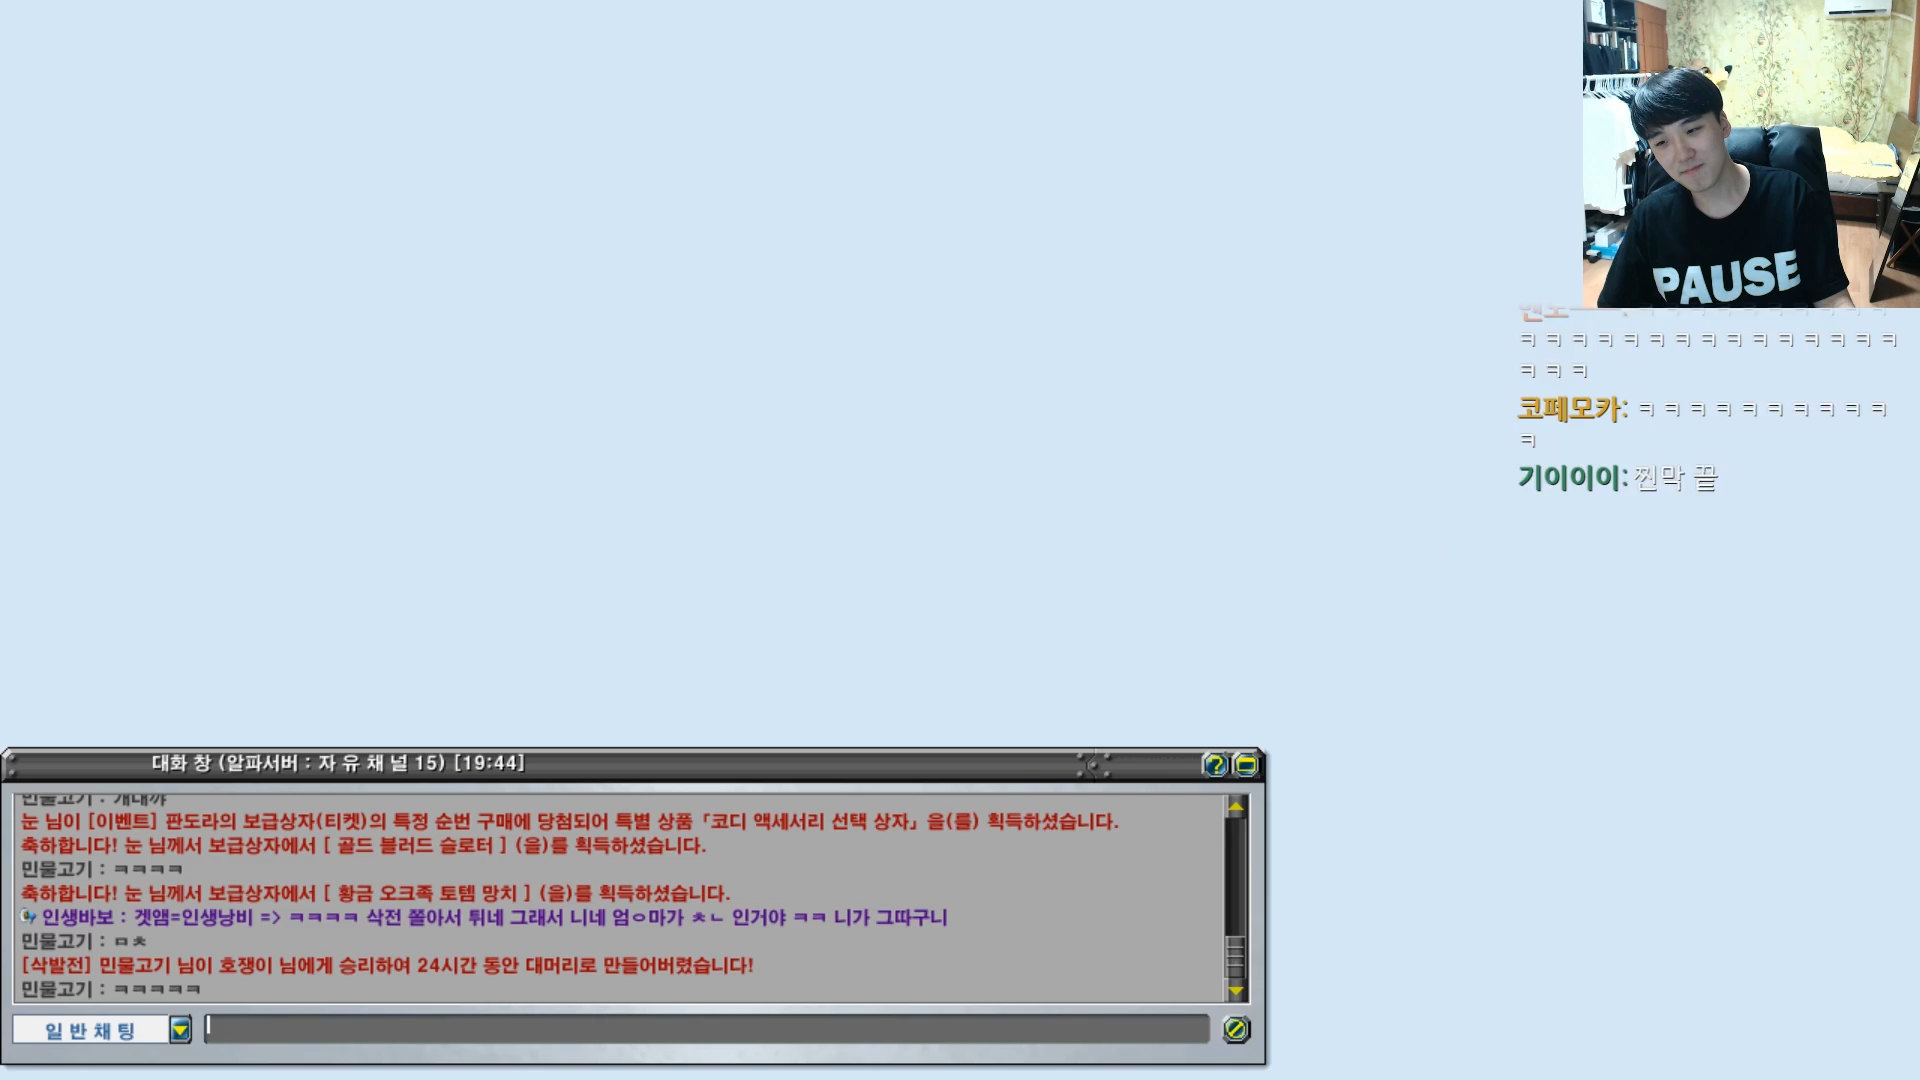 PAUSE
ㅋㅋㅋㅋㅋㅋㅋㅋㅋㅋㅋㅋㅋㅋㅋ
ㅋㅋㅋ
코페모카: ㅋㅋㅋㅋㅋㅋㅋㅋㅋㅋ
ㅋ
기이이이: 찐막 끝
대화 창 (알파서버 : 자 유 채 널 15) [19:44]
민물고기 : 개대캬
눈 님이 [이벤트] 판도라의 보급상자(티켓)의 특정 순번 구매에 당첨되어 특별 상품「코디 액세서리 선택 상자」을(를) 획득하셨습니다.
축하합니다! 눈 님께서 보급상자에서 [ 골드 블러드 슬로터 ] (을)를 획득하셨습니다.
민물고기 : ㅋㅋㅋㅋ
축하합니다! 눈 님께서 보급상자에서 [ 황금 오크족 토템 망치 ] (을)를 획득하셨습니다.
인생바보 : 겟앰=인생낭비 => ㅋㅋㅋㅋ 삭전 쫄아서 튀네 그래서 니네 엄ㅇ마가 ㅊㄴ 인거야 ㅋㅋ 니가 그따구니
민물고기 : ㅁㅊ
[삭발전] 민물고기 님이 호쟁이 님에게 승리하여 24시간 동안 대머리로 만들어버렸습니다!
민물고기 : ㅋㅋㅋㅋㅋ
일 반 채 팅